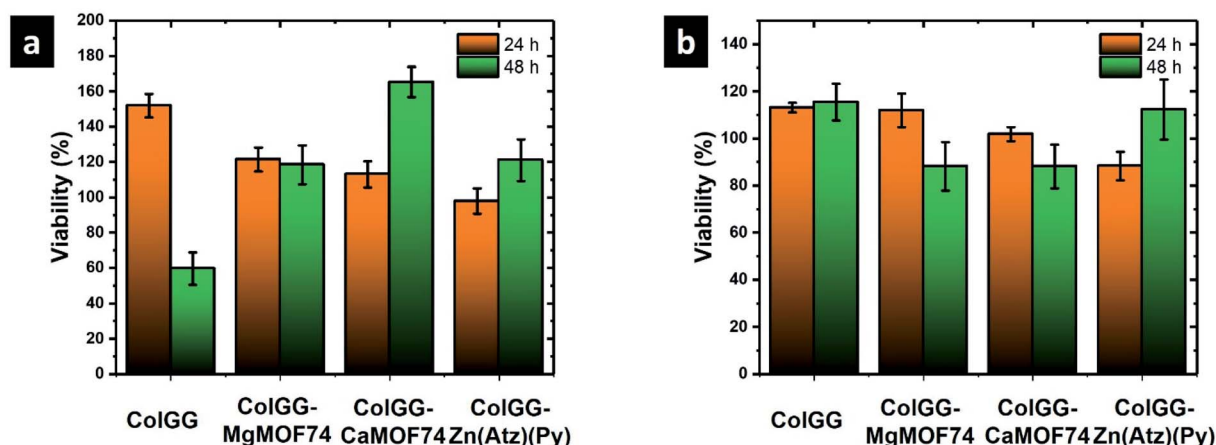 a
200
180
160
140
120
100
80
60
40
20
0
Viability (%)
24 h
48 h
ColGG
ColGG-
MgMOF74
ColGG-
CaMOF74
ColGG-
Zn(Atz)(Py)
b
140
120
100
80
60
40
20
0
Viability (%)
24 h
48 h
ColGG
ColGG-
MgMOF74
ColGG-
CaMOF74
ColGG-
Zn(Atz)(Py)